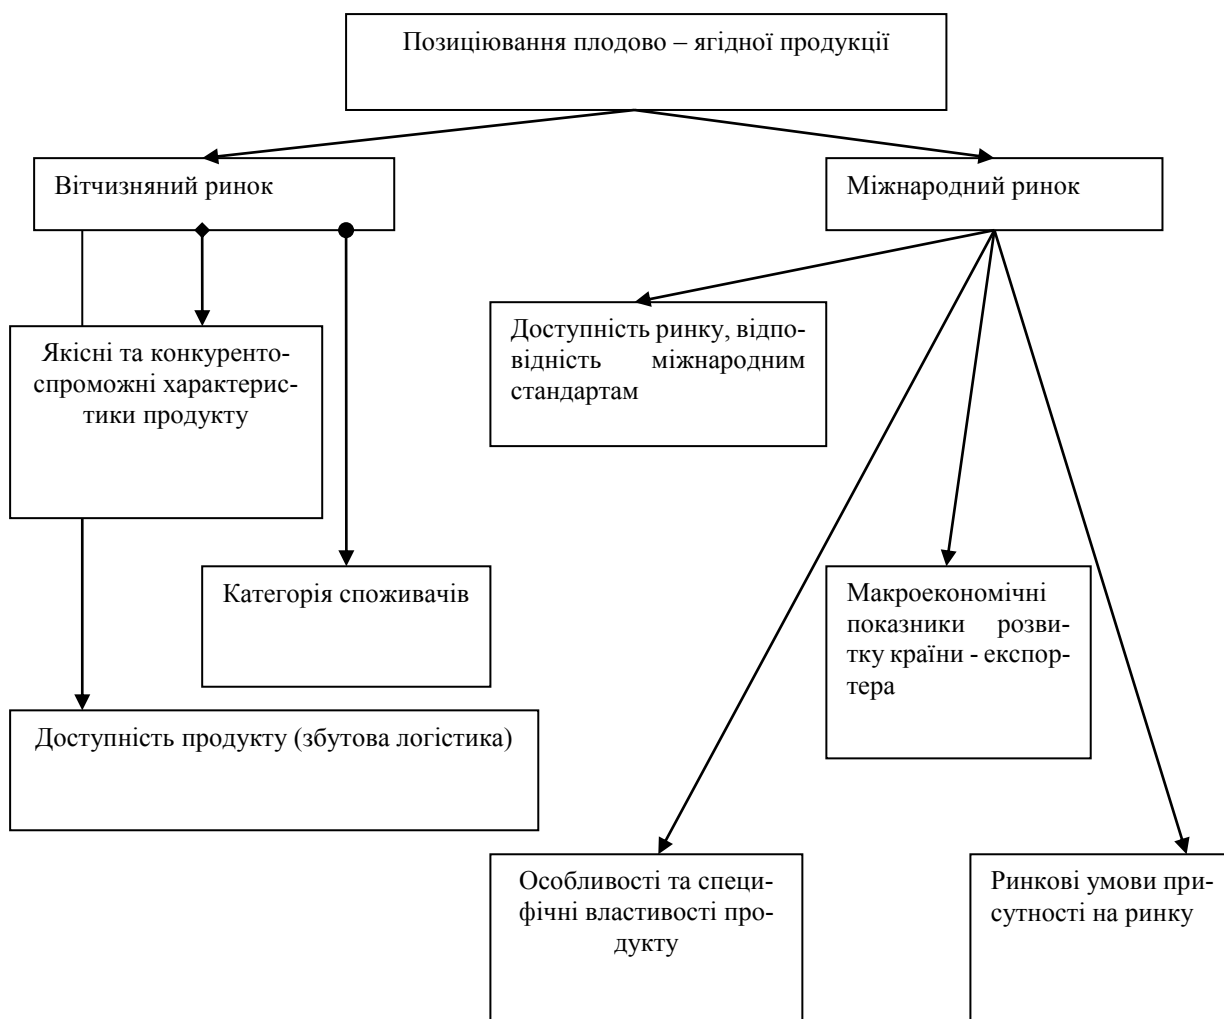 Позиціювання плодово – ягідної продукції
Вітчизняний ринок
Міжнародний ринок
Доступність ринку, відпо-
відність міжнародним
стандартам
Якісні та конкуренто-
спроможні характерис-
тики продукту
Категорія споживачів
Макроекономічні
показники розви-
тку країни - експор-
тера
Доступність продукту (збутова логістика)
Особливості та специ-
фічні властивості про-
дукту
Ринкові умови при-
сутності на ринку